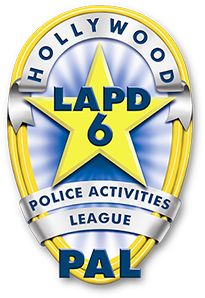 HOLLYWOOD
LAPD
6
POLICE ACTIVITIES
LEAGUE
PAL